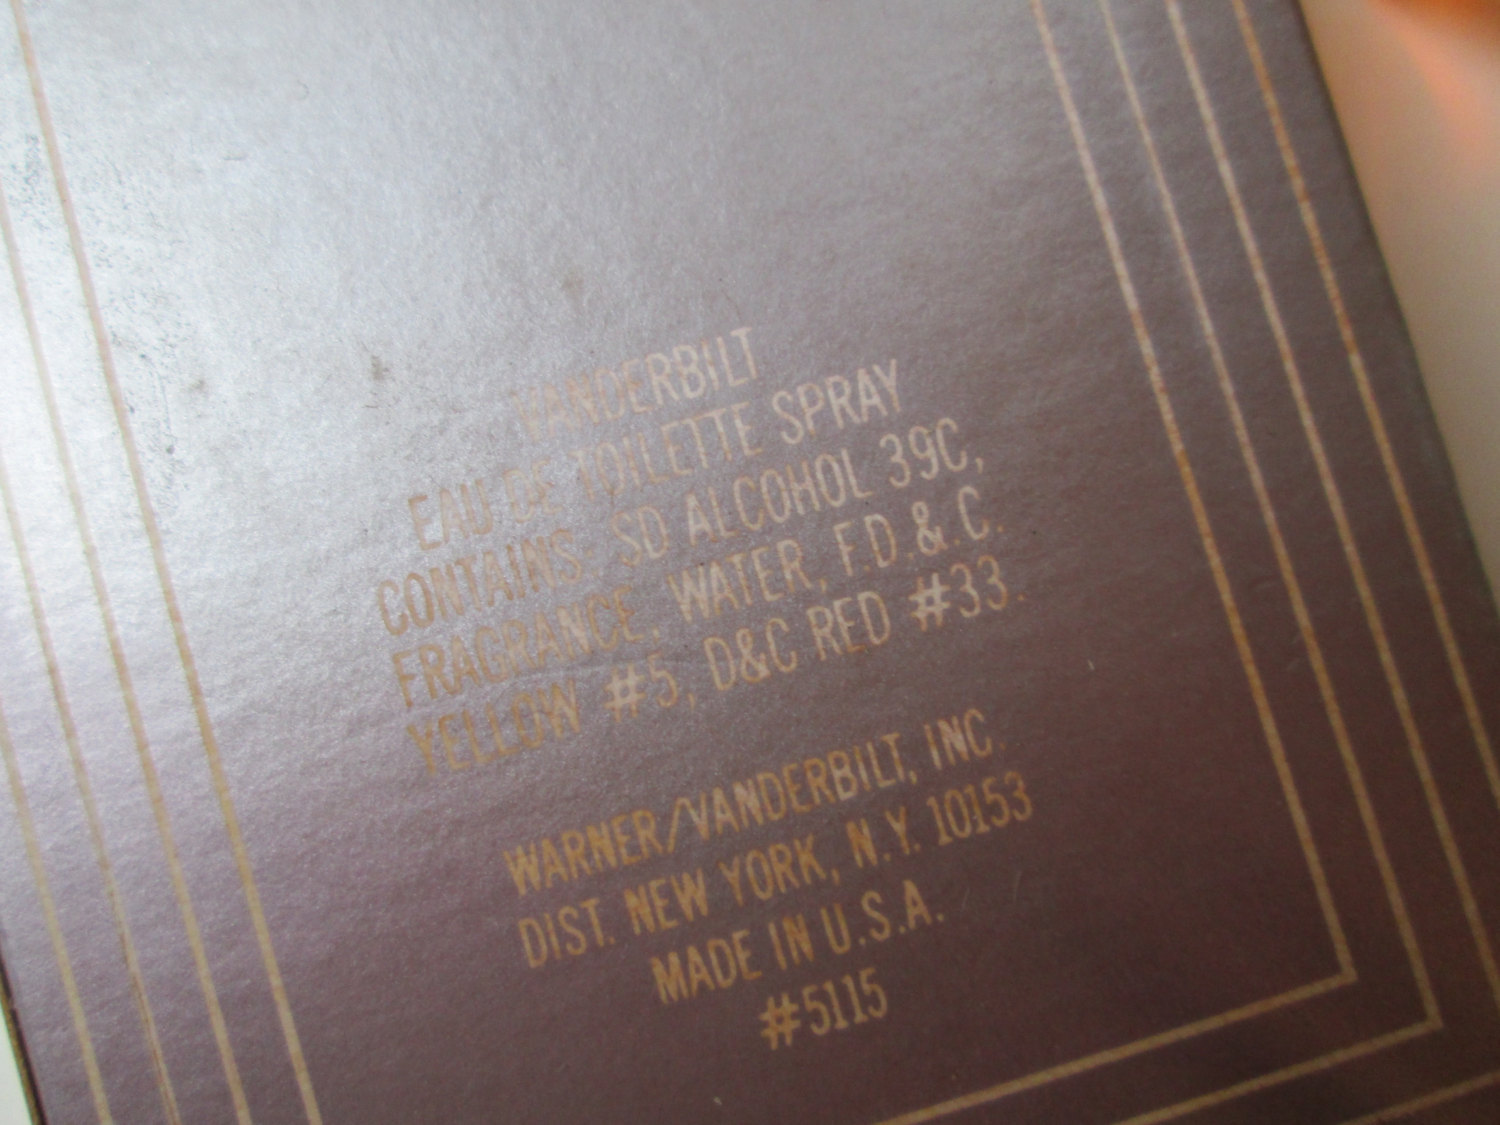 VANDERBILT
EAU DE TOILETTE SPRAY
CONTAINS: SD ALCOHOL 39C,
FRAGRANCE, WATER, F.D.&.C.
YELLOW #5, D&C RED #33.
WARNER/VANDERBILT, INC.
DIST. NEW YORK, N.Y. 10153
MADE IN U.S.A.
#5115